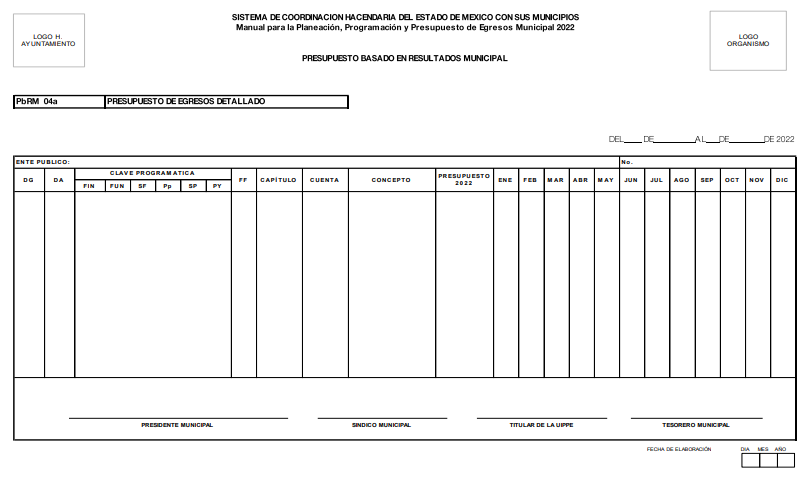 SISTEMA DE COORDINACION HACENDARIA DEL ESTADO DE MEXICO CON SUS MUNICIPIOS
Manual para la Planeación, Programación y Presupuesto de Egresos Municipal 2022
LOGO H.
AYUNTAMIENTO
LOGO
ORGANISMO
PRESUPUESTO BASADO EN RESULTADOS MUNICIPAL
PbRM 04a PRESUPUESTO DE EGRESOS DETALLADO
DEL____ DE________AL___DE_______DE 2022
ENTE PUBLICO: No.
DG DA CLAVE PROGRAMATICA FF CAPÍTULO CUENTA CONCEPTO PRESUPUESTO 2022 ENE FEB MAR ABR MAY JUN JUL AGO SEP OCT NOV DIC
FIN FUN SF Pp SP PY
PRESIDENTE MUNICIPAL SINDICO MUNICIPAL TITULAR DE LA UIPPE TESORERO MUNICIPAL
FECHA DE ELABORACIÓN DIA MES AÑO